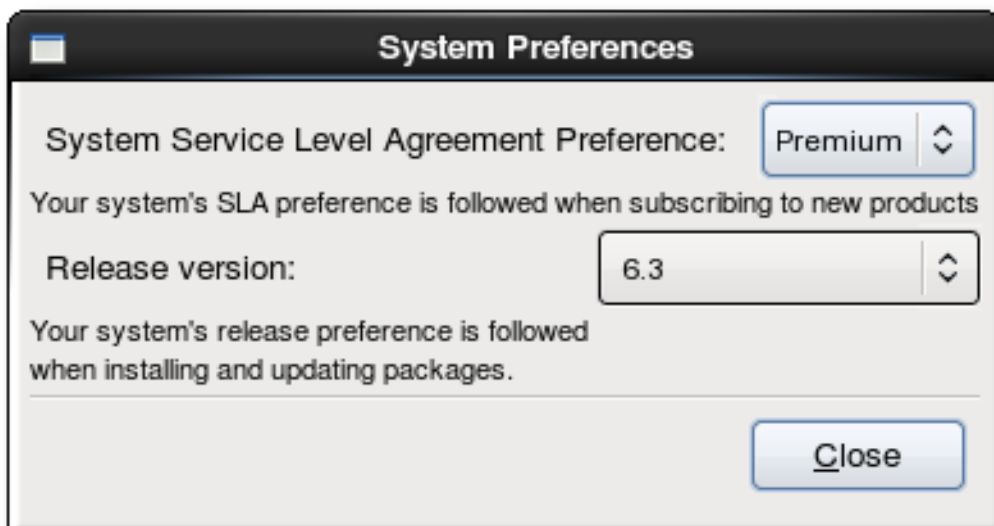 System Preferences
System Service Level Agreement Preference: Premium
Your system's SLA preference is followed when subscribing to new products
Release version: 6.3
Your system's release preference is followed
when installing and updating packages.
Close